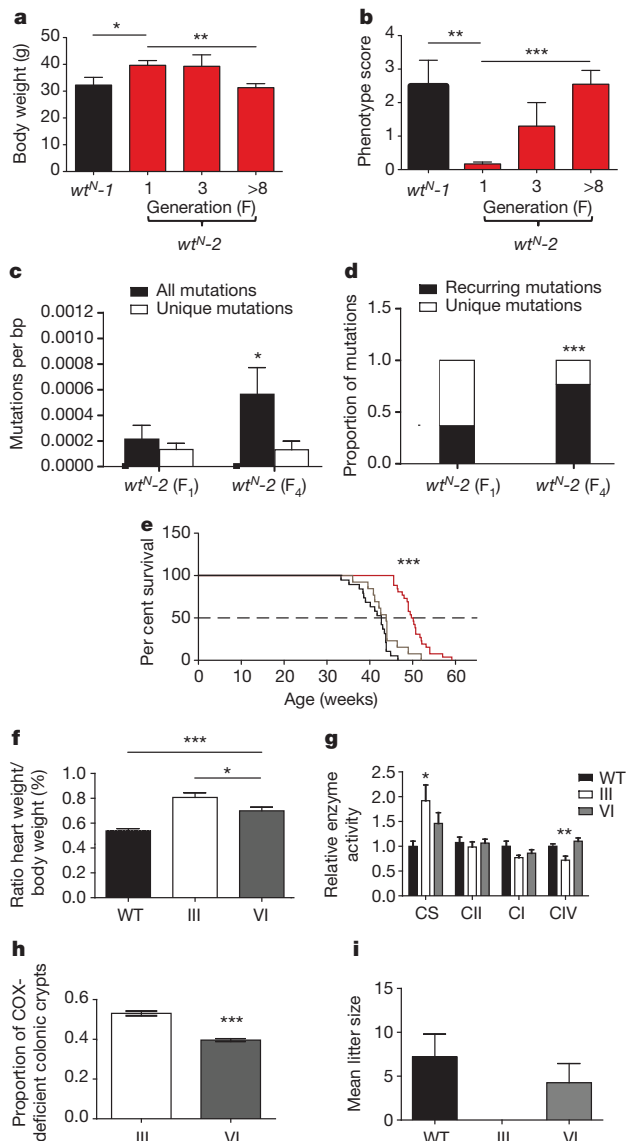 a
Body weight (g)
50
40
30
20
10
0
*
**
wtᴺ-1
1
3
>8
Generation (F)
wtᴺ-2
b
Phenotype score
4
3
2
1
0
**
***
wtᴺ-1
1
3
>8
Generation (F)
wtᴺ-2
c
All mutations
Unique mutations
Mutations per bp
0.0012
0.0010
0.0008
0.0006
0.0004
0.0002
0.0000
*
wtᴺ-2 (F₁)
wtᴺ-2 (F₄)
d
Recurring mutations
Unique mutations
Proportion of mutations
1.5
1.0
0.5
0.0
***
wtᴺ-2 (F₁)
wtᴺ-2 (F₄)
e
Per cent survival
150
100
50
0
***
0 10 20 30 40 50 60
Age (weeks)
f
Ratio heart weight/
body weight (%)
1.0
0.8
0.6
0.4
0.2
0.0
***
*
WT III VI
g
Relative enzyme
activity
2.5
2.0
1.5
1.0
0.5
0.0
*
**
WT
III
VI
CS CII CI CIV
h
Proportion of COX-
deficient colonic crypts
0.6
0.4
0.2
0
***
III VI
i
Mean litter size
15
10
5
0
WT III VI